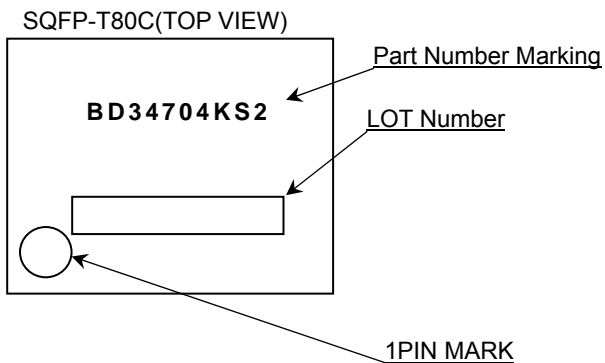 SQFP-T80C(TOP VIEW)
Part Number Marking
BD34704KS2
LOT Number
1PIN MARK